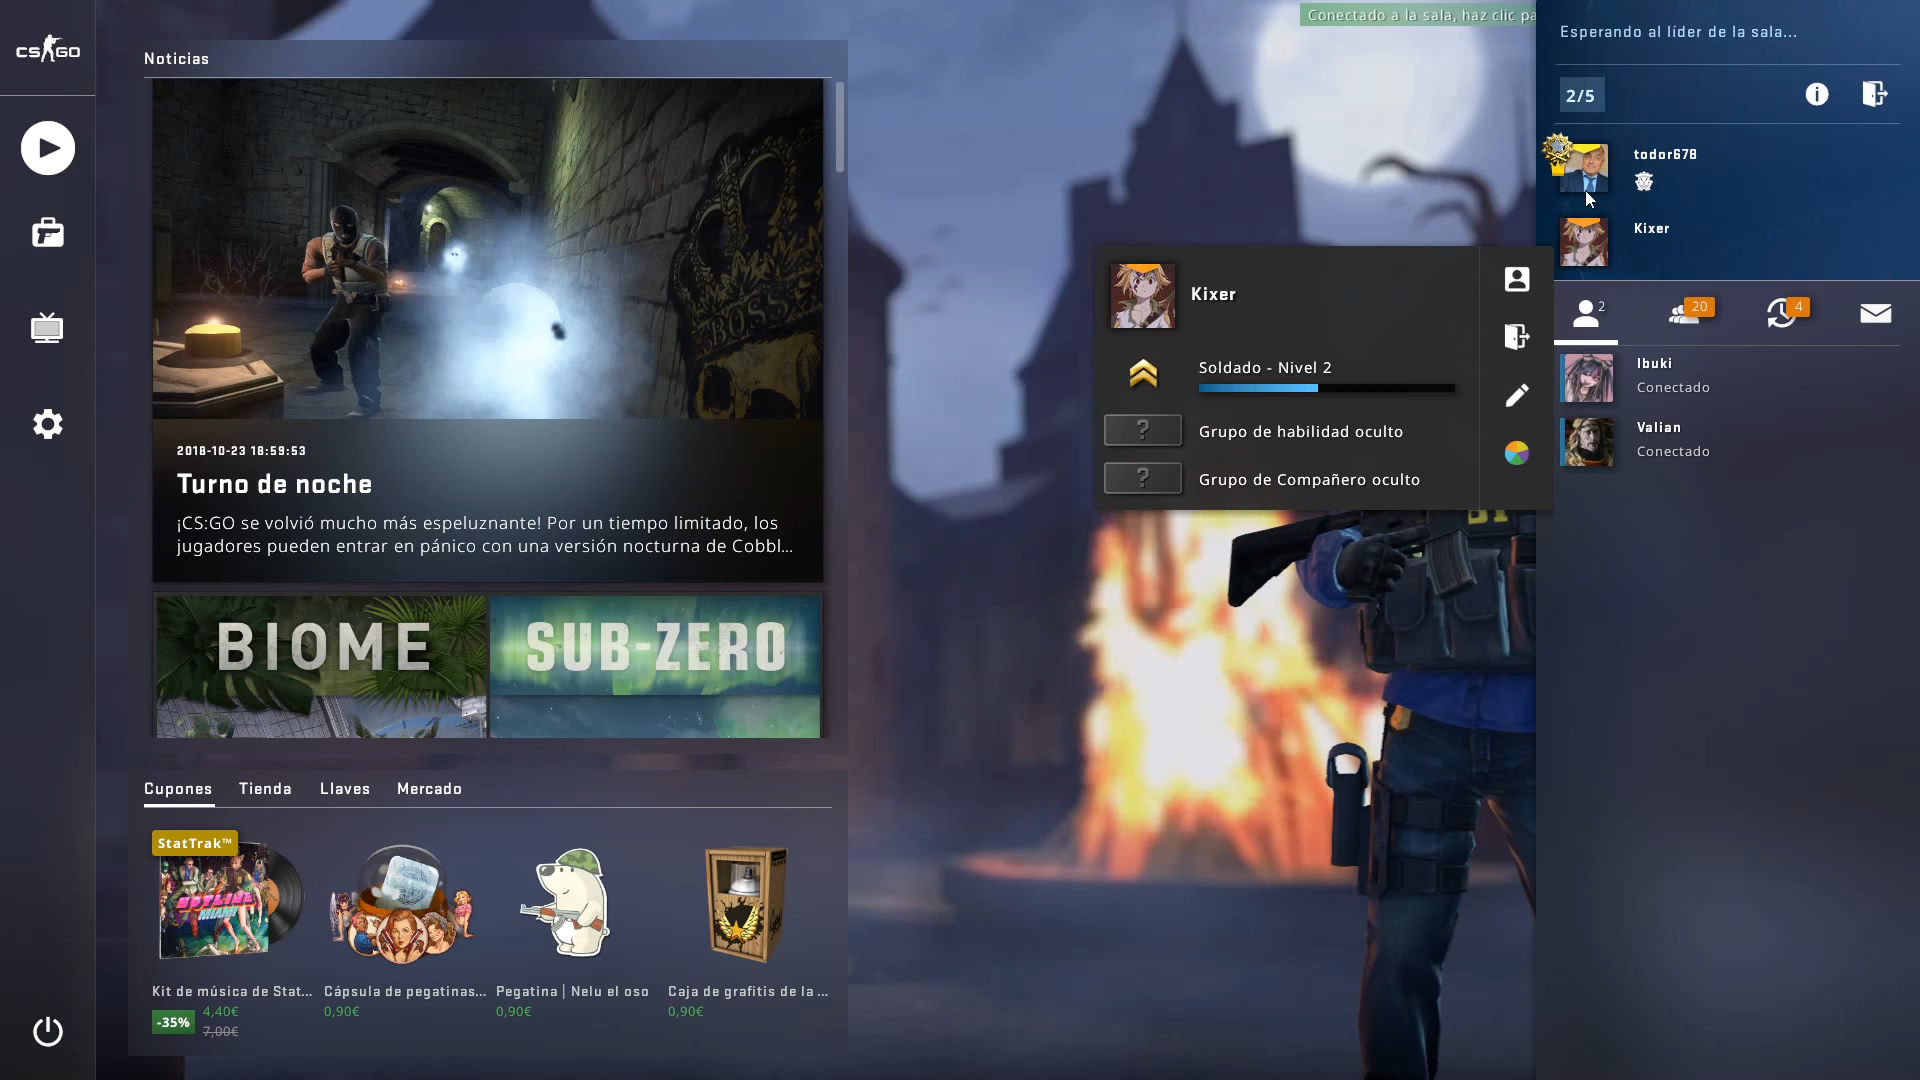 CS GO
Noticias
2018-10-23 18:59:53
Turno de noche
¡CS:GO se volvió mucho más espeluznante! Por un tiempo limitado, los
jugadores pueden entrar en pánico con una versión nocturna de Cobbl...
BOSS
BIOME
SUB-ZERO
Cupones
Tienda
Llaves
Mercado
StatTrak™
HOTLINE
MIAMI
Kit de música de Stat...
-35%
4,40€
7,00€
Cápsula de pegatinas...
0,90€
Pegatina | Nelu el oso
0,90€
Caja de grafitis de la ...
0,90€
Conectado a la sala, haz clic pa
Esperando al líder de la sala...
2/5
todor678
Kixer
Kixer
Soldado - Nivel 2
?
Grupo de habilidad oculto
?
Grupo de Compañero oculto
2
20
4
Ibuki
Conectado
Valian
Conectado